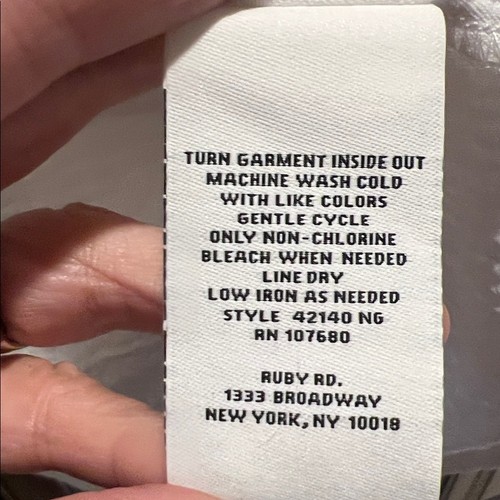 TURN GARMENT INSIDE OUT
MACHINE WASH COLD
WITH LIKE COLORS
GENTLE CYCLE
ONLY NON-CHLORINE
BLEACH WHEN NEEDED
LINE DRY
LOW IRON AS NEEDED
STYLE 42140 NG
RN 107680
RUBY RD.
1333 BROADWAY
NEW YORK, NY 10018